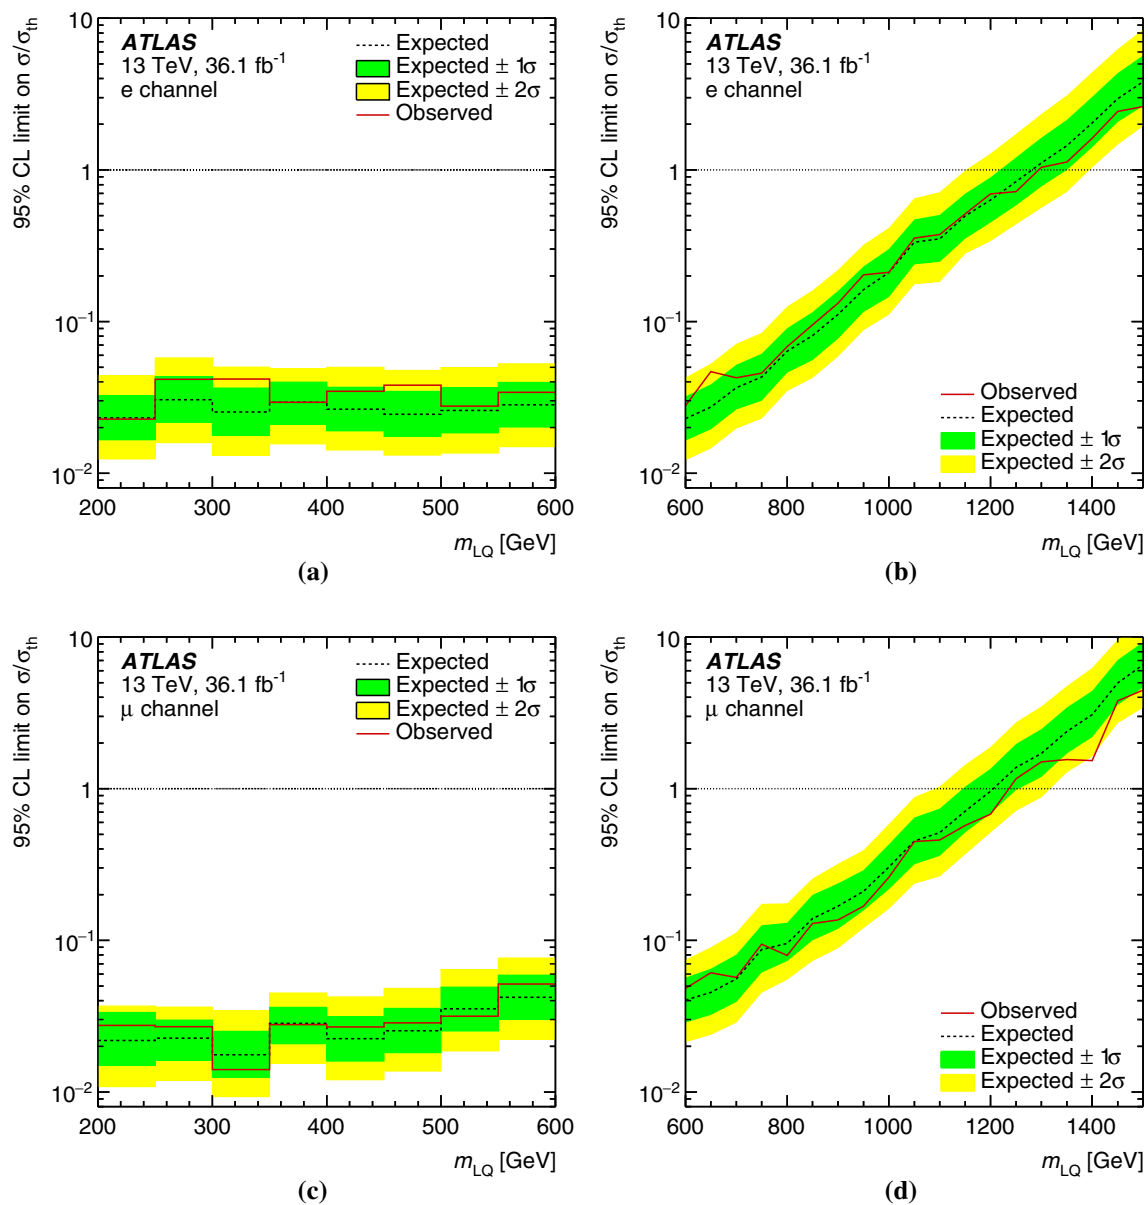 95% CL limit on σ/σth
10
1
10⁻¹
10⁻²
ATLAS
13 TeV, 36.1 fb⁻¹
e channel
Expected
Expected ± 1σ
Expected ± 2σ
Observed
200 300 400 500 600
mLQ [GeV]
(a)
95% CL limit on σ/σth
10
1
10⁻¹
10⁻²
ATLAS
13 TeV, 36.1 fb⁻¹
e channel
Observed
Expected
Expected ± 1σ
Expected ± 2σ
600 800 1000 1200 1400
mLQ [GeV]
(b)
95% CL limit on σ/σth
10
1
10⁻¹
10⁻²
ATLAS
13 TeV, 36.1 fb⁻¹
μ channel
Expected
Expected ± 1σ
Expected ± 2σ
Observed
200 300 400 500 600
mLQ [GeV]
(c)
95% CL limit on σ/σth
10
1
10⁻¹
10⁻²
ATLAS
13 TeV, 36.1 fb⁻¹
μ channel
Observed
Expected
Expected ± 1σ
Expected ± 2σ
600 800 1000 1200 1400
mLQ [GeV]
(d)